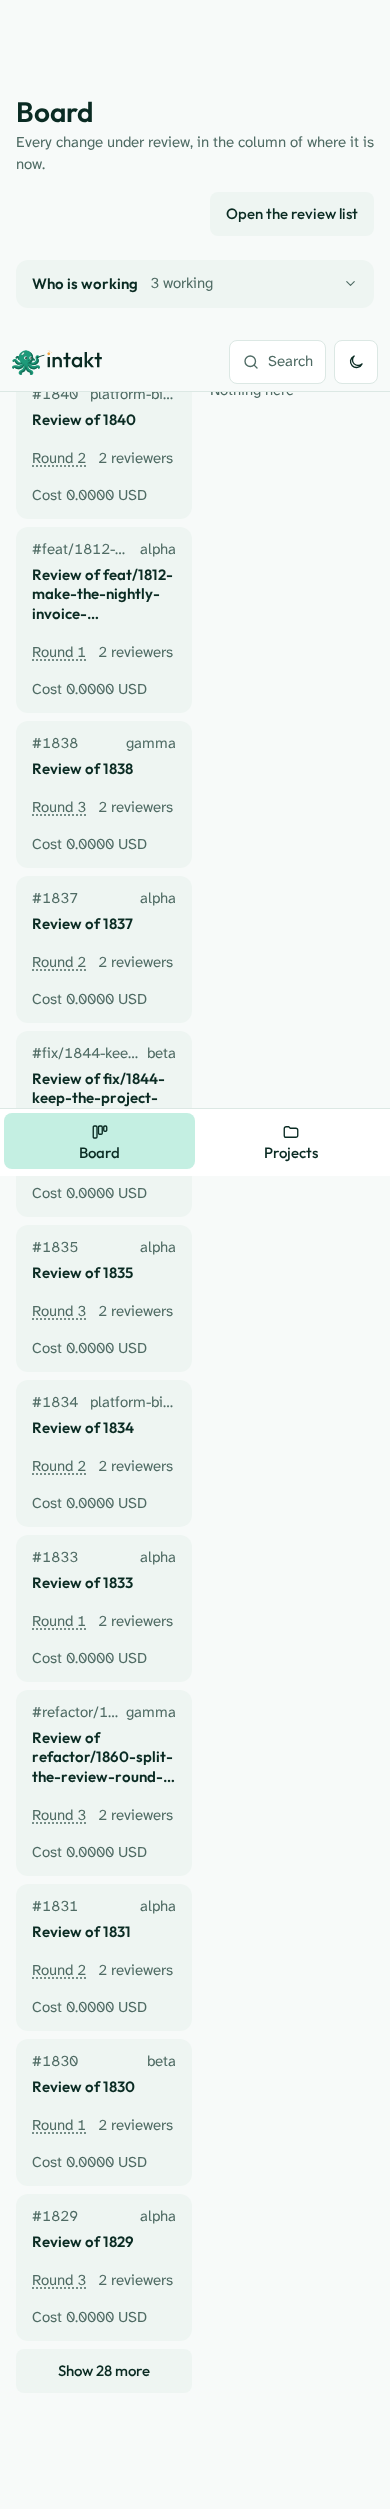 Board
Every change under review, in the column of where it is
now.
Open the review list
Who is working 3 working
intakt
Search
#1840 platform-bi…
Nothing here
Review of 1840
Round 2 2 reviewers
Cost 0.0000 USD
#feat/1812-… alpha
Review of feat/1812-
make-the-nightly-
invoice-…
Round 1 2 reviewers
Cost 0.0000 USD
#1838 gamma
Review of 1838
Round 3 2 reviewers
Cost 0.0000 USD
#1837 alpha
Review of 1837
Round 2 2 reviewers
Cost 0.0000 USD
#fix/1844-kee… beta
Review of fix/1844-
keep-the-project-
Board
Projects
Cost 0.0000 USD
#1835 alpha
Review of 1835
Round 3 2 reviewers
Cost 0.0000 USD
#1834 platform-bi…
Review of 1834
Round 2 2 reviewers
Cost 0.0000 USD
#1833 alpha
Review of 1833
Round 1 2 reviewers
Cost 0.0000 USD
#refactor/1… gamma
Review of
refactor/1860-split-
the-review-round-…
Round 3 2 reviewers
Cost 0.0000 USD
#1831 alpha
Review of 1831
Round 2 2 reviewers
Cost 0.0000 USD
#1830 beta
Review of 1830
Round 1 2 reviewers
Cost 0.0000 USD
#1829 alpha
Review of 1829
Round 3 2 reviewers
Cost 0.0000 USD
Show 28 more